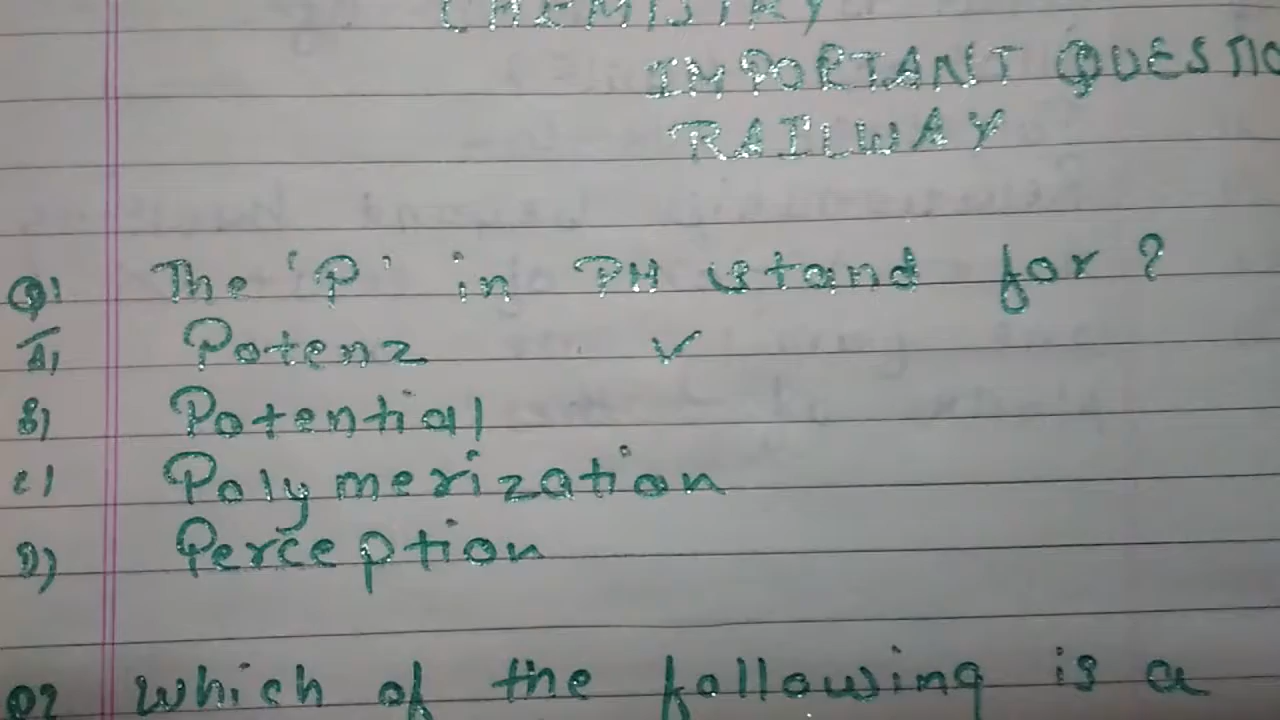 CHEMISTRY
IMPORTANT QUESTIO
RAILWAY
Q1 The 'P' in PH stand for ?
A) Potenz ✓
B) Potential
C) Polymerization
D) Perception
Q2 Which of the following is a